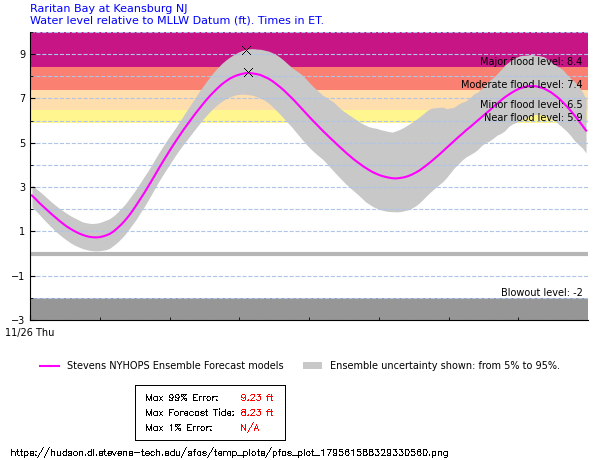 Raritan Bay at Keansburg NJ
Water level relative to MLLW Datum (ft). Times in ET.
9
Major flood level: 8.4
Moderate flood level: 7.4
7
Minor flood level: 6.5
Near flood level: 5.9
5
3
1
−1
Blowout level: -2
−3
11/26 Thu
Stevens NYHOPS Ensemble Forecast models
Ensemble uncertainty shown: from 5% to 95%.
Max 99% Error: 9.23 ft
Max Forecast Tide: 8.23 ft
Max 1% Error: N/A
https://hudson.dl.stevens-tech.edu/sfas/temp_plots/pfas_plot_179561566329330560.png